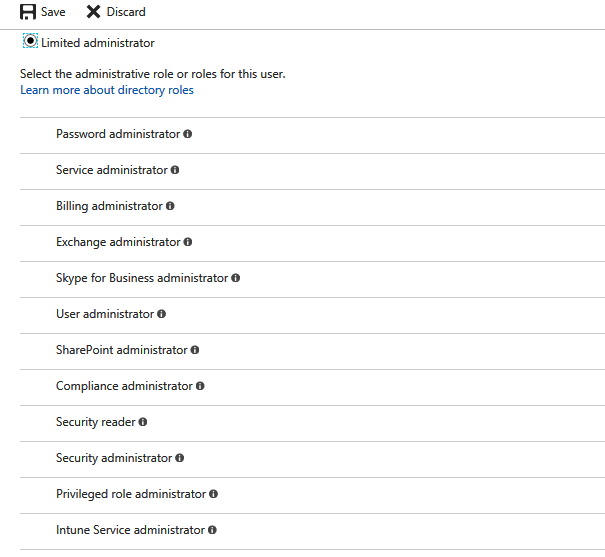 Save Discard
Limited administrator
Select the administrative role or roles for this user.
Learn more about directory roles
Password administrator
Service administrator
Billing administrator
Exchange administrator
Skype for Business administrator
User administrator
SharePoint administrator
Compliance administrator
Security reader
Security administrator
Privileged role administrator
Intune Service administrator